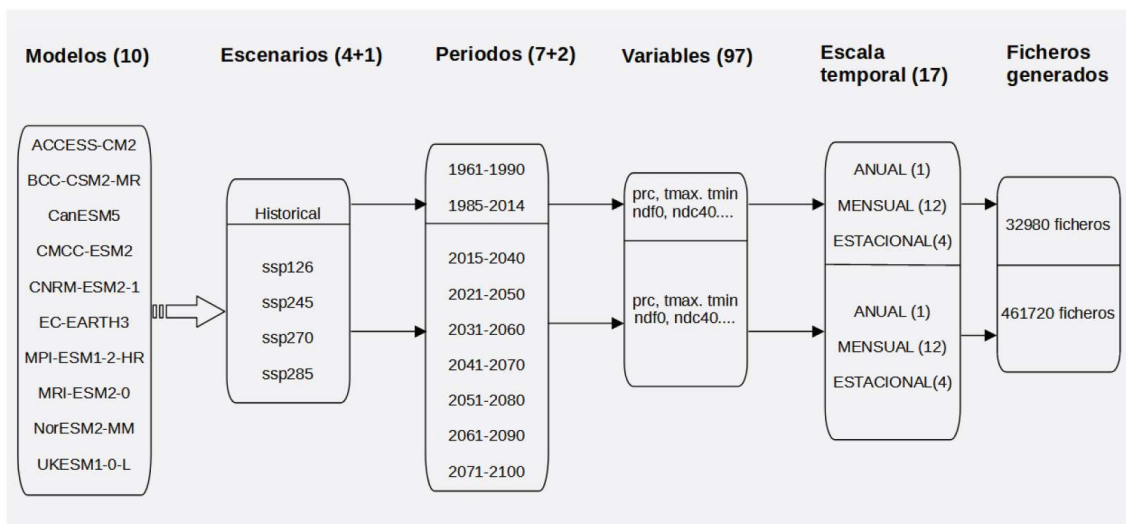 Modelos (10)
Escenarios (4+1)
Periodos (7+2)
Variables (97)
Escala
temporal (17)
Ficheros
generados
ACCESS-CM2
BCC-CSM2-MR
CanESM5
CMCC-ESM2
CNRM-ESM2-1
EC-EARTH3
MPI-ESM1-2-HR
MRI-ESM2-0
NorESM2-MM
UKESM1-0-L
Historical
ssp126
ssp245
ssp270
ssp285
1961-1990
1985-2014
2015-2040
2021-2050
2031-2060
2041-2070
2051-2080
2061-2090
2071-2100
prc, tmax. tmin
ndf0, ndc40....
prc, tmax. tmin
ndf0, ndc40....
ANUAL (1)
MENSUAL (12)
ESTACIONAL(4)
ANUAL (1)
MENSUAL (12)
ESTACIONAL(4)
32980 ficheros
461720 ficheros